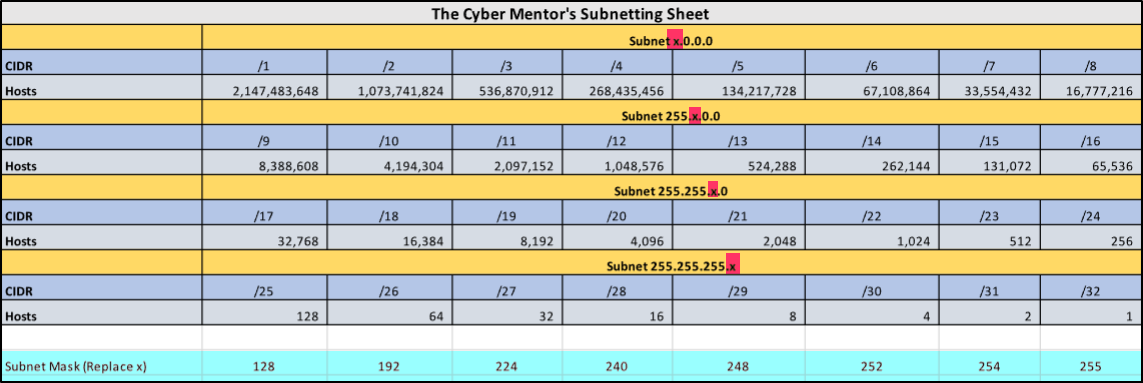 The Cyber Mentor's Subnetting Sheet
Subnet x.0.0.0
CIDR /1 /2 /3 /4 /5 /6 /7 /8
Hosts 2,147,483,648 1,073,741,824 536,870,912 268,435,456 134,217,728 67,108,864 33,554,432 16,777,216
Subnet 255.x.0.0
CIDR /9 /10 /11 /12 /13 /14 /15 /16
Hosts 8,388,608 4,194,304 2,097,152 1,048,576 524,288 262,144 131,072 65,536
Subnet 255.255.x.0
CIDR /17 /18 /19 /20 /21 /22 /23 /24
Hosts 32,768 16,384 8,192 4,096 2,048 1,024 512 256
Subnet 255.255.255.x
CIDR /25 /26 /27 /28 /29 /30 /31 /32
Hosts 128 64 32 16 8 4 2 1
Subnet Mask (Replace x) 128 192 224 240 248 252 254 255